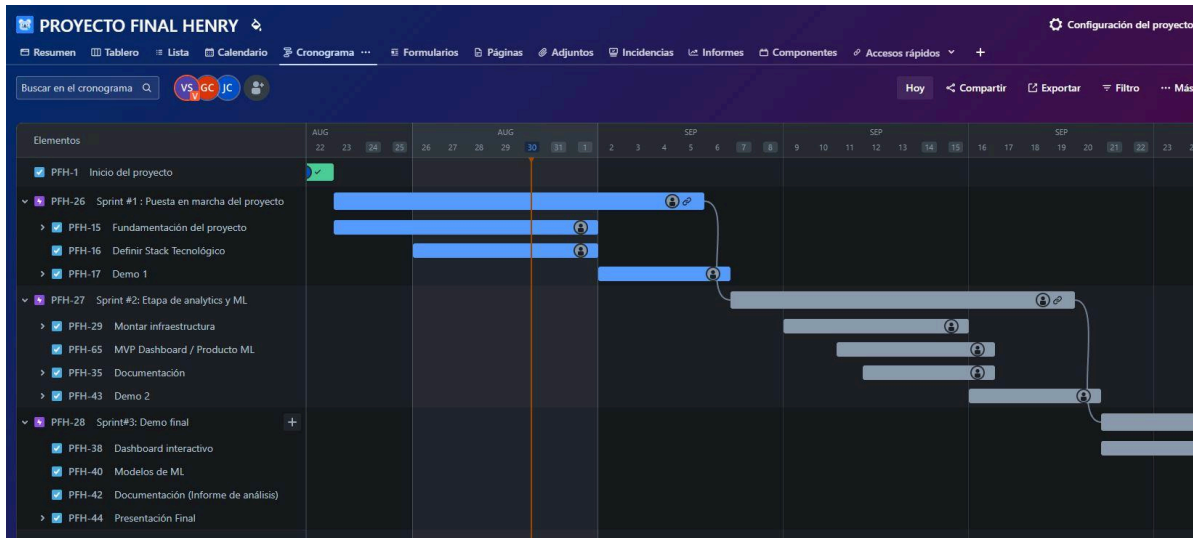 PROYECTO FINAL HENRY
Configuración del proyecto
Resumen Tablero Lista Calendario Cronograma ··· Formularios Páginas Adjuntos Incidencias Informes Componentes Accesos rápidos +
Buscar en el cronograma VS V GC JC Hoy Compartir Exportar Filtro ··· Más
Elementos AUG AUG SEP SEP SEP
22 23 24 25 26 27 28 29 30 31 1 2 3 4 5 6 7 8 9 10 11 12 13 14 15 16 17 18 19 20 21 22 23
PFH-1 Inicio del proyecto
PFH-26 Sprint #1 : Puesta en marcha del proyecto
PFH-15 Fundamentación del proyecto
PFH-16 Definir Stack Tecnológico
PFH-17 Demo 1
PFH-27 Sprint #2: Etapa de analytics y ML
PFH-29 Montar infraestructura
PFH-65 MVP Dashboard / Producto ML
PFH-35 Documentación
PFH-43 Demo 2
PFH-28 Sprint#3: Demo final +
PFH-38 Dashboard interactivo
PFH-40 Modelos de ML
PFH-42 Documentación (Informe de análisis)
PFH-44 Presentación Final